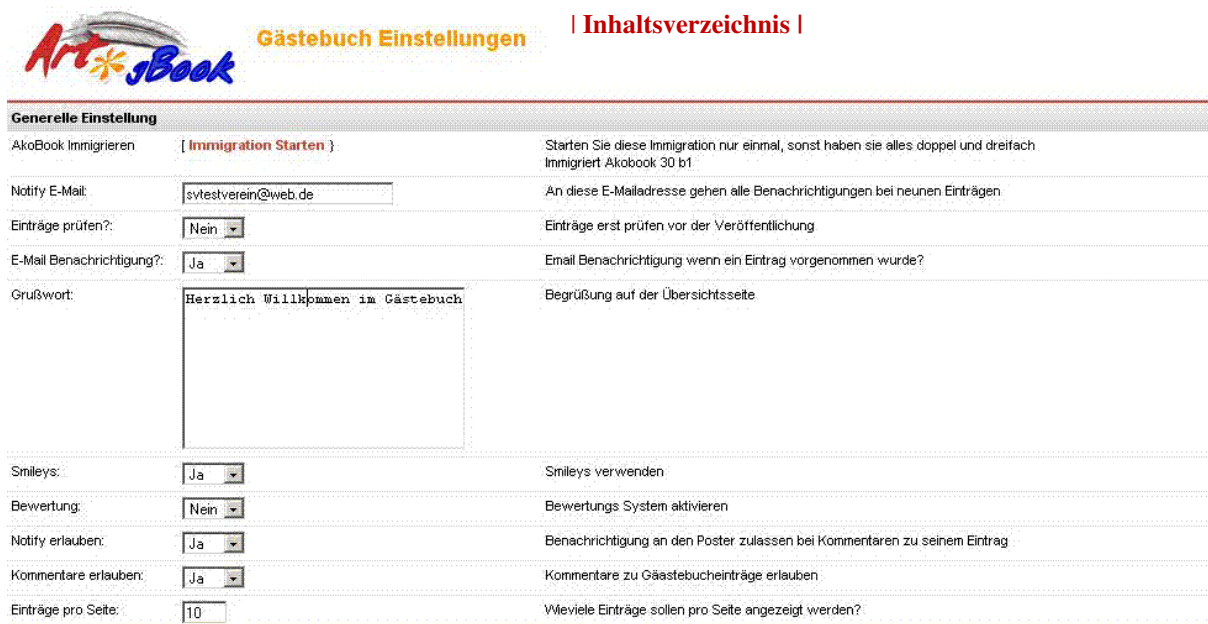 Art gBook
Gästebuch Einstellungen
| Inhaltsverzeichnis |
Generelle Einstellung
AkoBook Immigrieren [ Immigration Starten } Starten Sie diese Immigration nur einmal, sonst haben sie alles doppel und dreifach
Immigriert Akobook 30 b1
Notify E-Mail: svtestverein@web.de An diese E-Mailadresse gehen alle Benachrichtigungen bei neunen Einträgen
Einträge prüfen?: Nein Einträge erst prüfen vor der Veröffentlichung
E-Mail Benachrichtigung?: Ja Email Benachrichtigung wenn ein Eintrag vorgenommen wurde?
Grußwort: Herzlich Willkommen im Gästebuch Begrüßung auf der Übersichtsseite
Smileys: Ja Smileys verwenden
Bewertung: Nein Bewertungs System aktivieren
Notify erlauben: Ja Benachrichtigung an den Poster zulassen bei Kommentaren zu seinem Eintrag
Kommentare erlauben: Ja Kommentare zu Gäastebucheinträge erlauben
Einträge pro Seite: 10 Wieviele Einträge sollen pro Seite angezeigt werden?